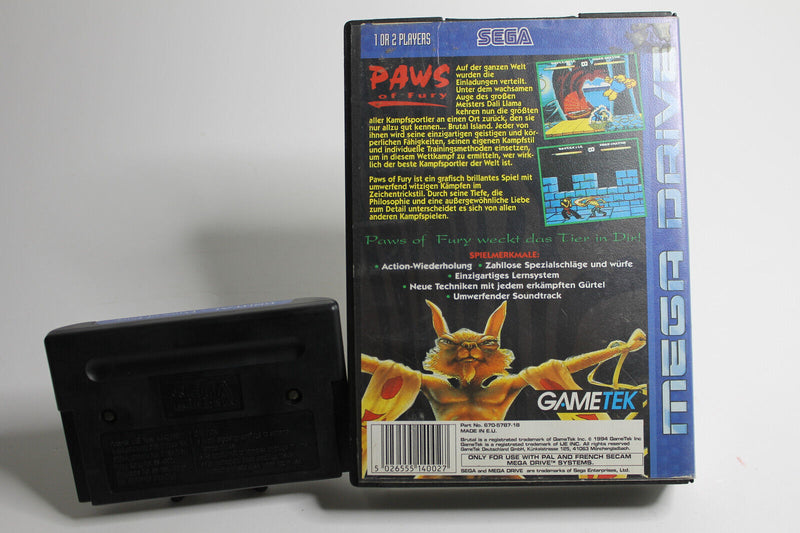 1 OR 2 PLAYERS
SEGA
PAWS
of Fury
Auf der ganzen Welt
wurden die
Einladungen verteilt.
Unter dem wachsamen
Auge des großen
Meisters Dali Llama
kehren nun die größten
aller Kampfsportler an einen Ort zurück, den sie
nur allzu gut kennen... Brutal Island. Jeder von
ihnen wird seine einzigartigen geistigen und kör-
perlichen Fähigkeiten, seinen eigenen Kampfstil
und individuelle Trainingsmethoden einsetzen,
um in diesem Wettkampf zu ermitteln, wer wirk-
lich der beste Kampfsportler der Welt ist.
Paws of Fury ist ein grafisch brillantes Spiel mit
umwerfend witzigen Kämpfen im
Zeichentrickstil. Durch seine Tiefe, die
Philosophie und eine außergewöhnliche Liebe
zum Detail unterscheidet es sich von allen
anderen Kampfspielen.
Paws of Fury weckt das Tier in Dir!
SPIELMERKMALE:
• Action-Wiederholung • Zahllose Spezialschläge und würfe
• Einzigartiges Lernsystem
• Neue Techniken mit jedem erkämpften Gürtel
• Umwerfender Soundtrack
GAMETEK
MEGA DRIVE
Part No. 670-5787-18
MADE IN E.U.
Brutal is a registered trademark of GameTek Inc. © 1994 GameTek Inc
GameTek is a registered trademark of IJE INC. All rights reserved.
GameTek Deutschland GmbH, Künkelstrasse 125, 41063 Mönchengladbach.
ONLY FOR USE WITH PAL AND FRENCH SECAM
MEGA DRIVE™ SYSTEMS.
SEGA and MEGA DRIVE are trademarks of Sega Enterprises, Ltd.
5 026555 140027
SEGA